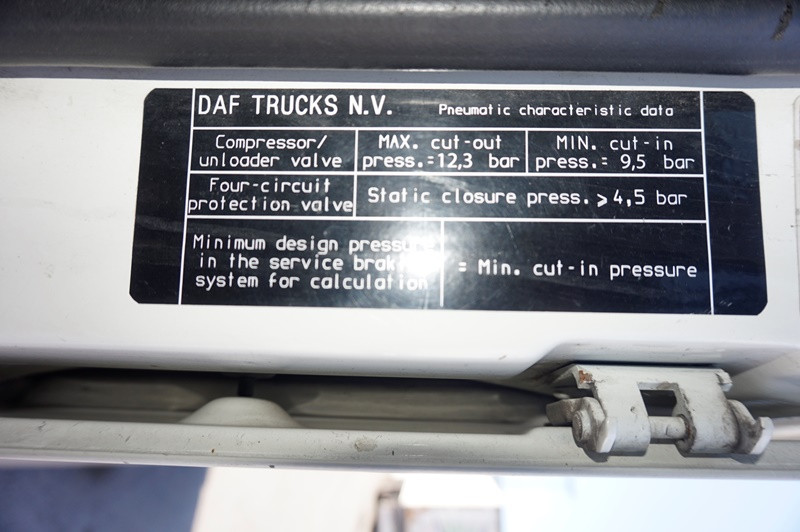 DAF TRUCKS N.V. Pneumatic characteristic data
Compressor/
unloader valve
MAX. cut-out
press.=12,3 bar
MIN. cut-in
press.= 9,5 bar
Four-circuit
protection valve
Static closure press. ⩾ 4,5 bar
Minimum design pressure
in the service brake
system for calculation
= Min. cut-in pressure